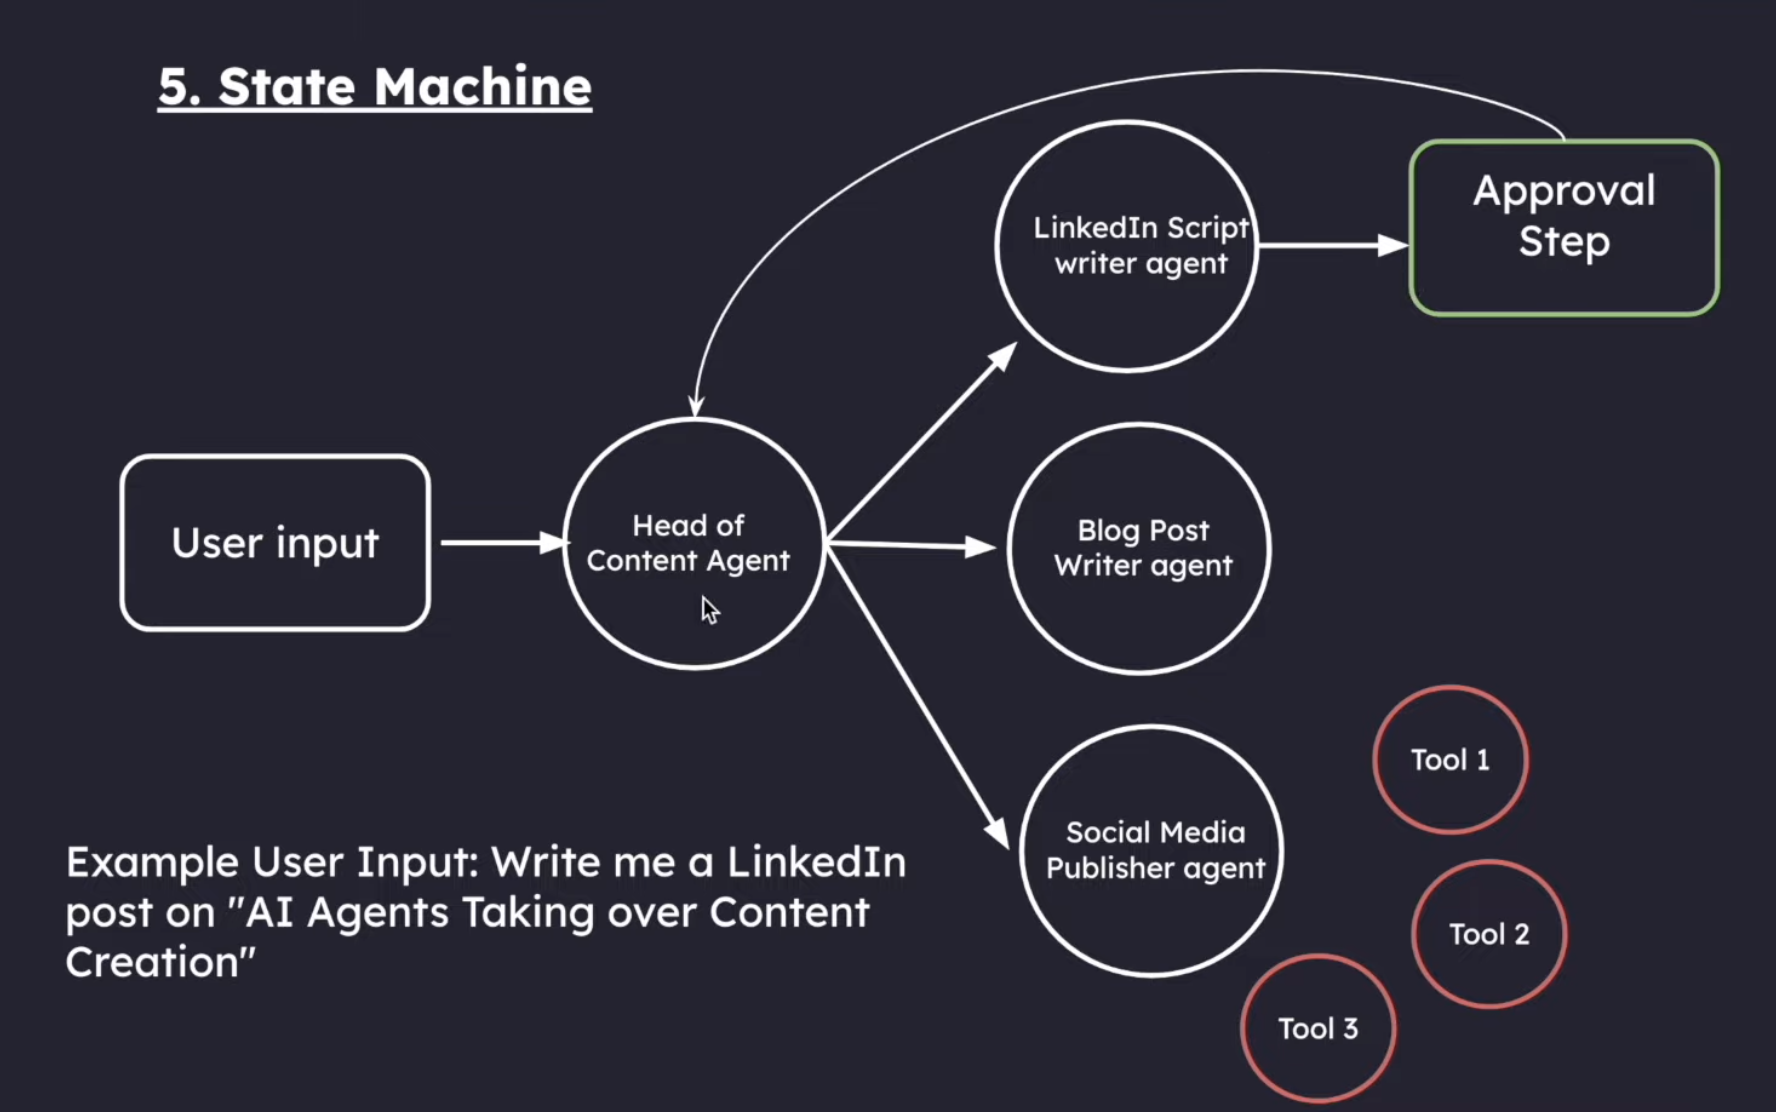 5. State Machine
LinkedIn Script
writer agent
Approval
Step
User input
Head of
Content Agent
Blog Post
Writer agent
Social Media
Publisher agent
Tool 1
Tool 2
Tool 3
Example User Input: Write me a LinkedIn
post on "AI Agents Taking over Content
Creation"